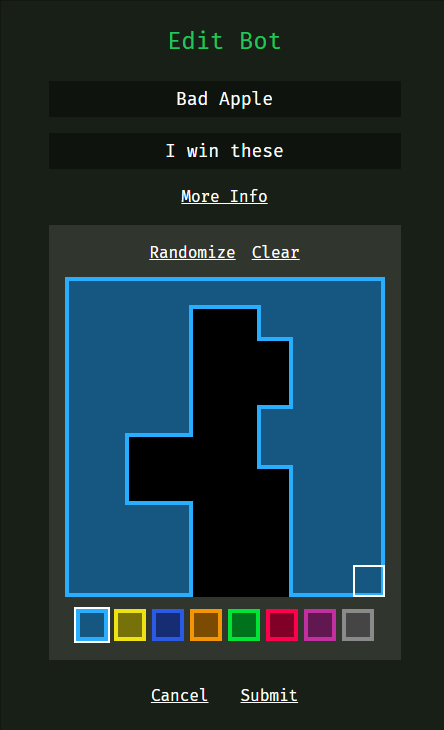 Edit Bot
Bad Apple
I win these
More Info
Randomize Clear
Cancel Submit